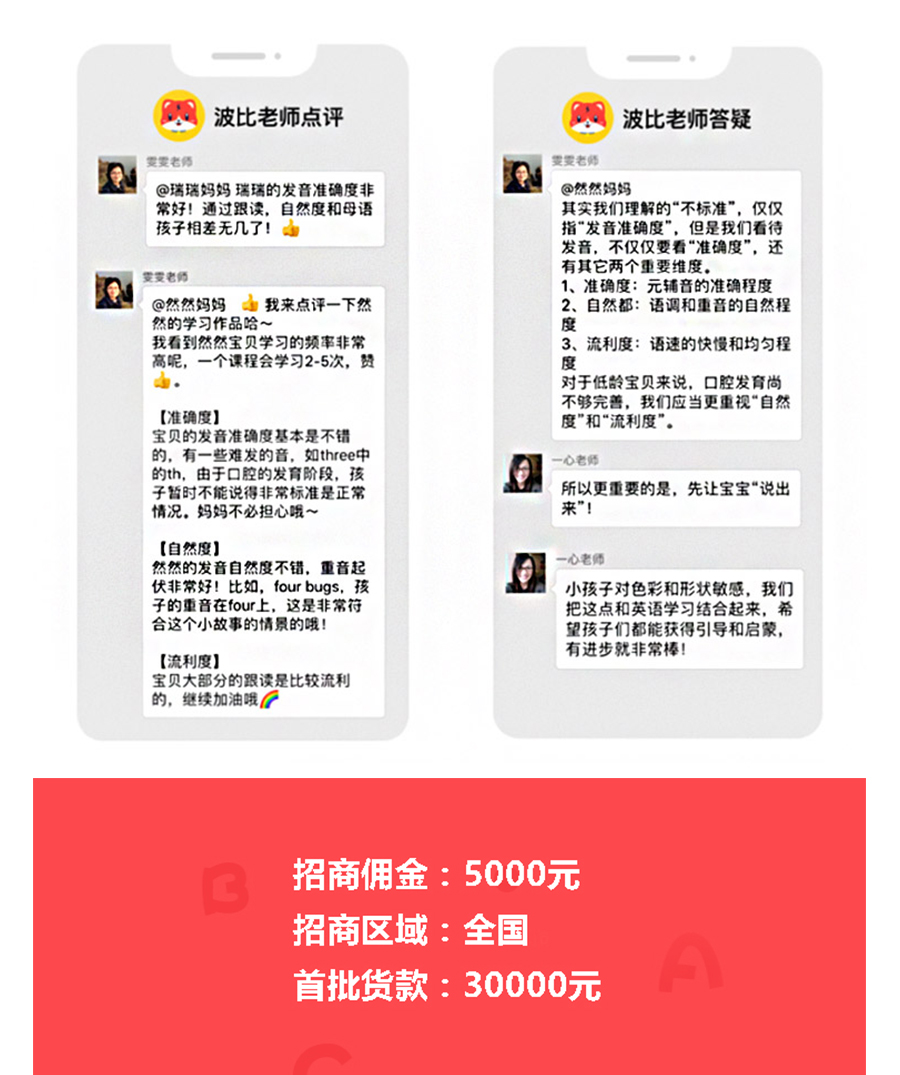 波比老师点评
雯雯老师
@瑞瑞妈妈 瑞瑞的发音准确度非
常好！通过跟读，自然度和母语
孩子相差无几了！👍
雯雯老师
@然然妈妈 👍 我来点评一下然
然的学习作品哈～
我看到然然宝贝学习的频率非常
高呢，一个课程会学习2-5次，赞
👍。
【准确度】
宝贝的发音准确度基本是不错
的，有一些难发的音，如three中
的th，由于口腔的发育阶段，孩
子暂时不能说得非常标准是正常
情况。妈妈不必担心哦～
【自然度】
然然的发音自然度不错，重音起
伏非常好！比如，four bugs，孩
子的重音在four上，这是非常符
合这个小故事的情景的哦！
【流利度】
宝贝大部分的跟读是比较流利
的，继续加油哦🌈
波比老师答疑
雯雯老师
@然然妈妈
其实我们理解的“不标准”，仅仅
指“发音准确度”，但是我们看待
发音，不仅仅要看“准确度”，还
有其它两个重要维度。
1、准确度：元辅音的准确程度
2、自然都：语调和重音的自然程
度
3、流利度：语速的快慢和均匀程
度
对于低龄宝贝来说，口腔发育尚
不够完善，我们应当更重视“自然
度”和“流利度”。
一心老师
所以更重要的是，先让宝宝“说出
来”！
一心老师
小孩子对色彩和形状敏感，我们
把这点和英语学习结合起来，希
望孩子们都能获得引导和启蒙，
有进步就非常棒！
B
招商佣金：5000元
招商区域：全国
A
首批货款：30000元
C